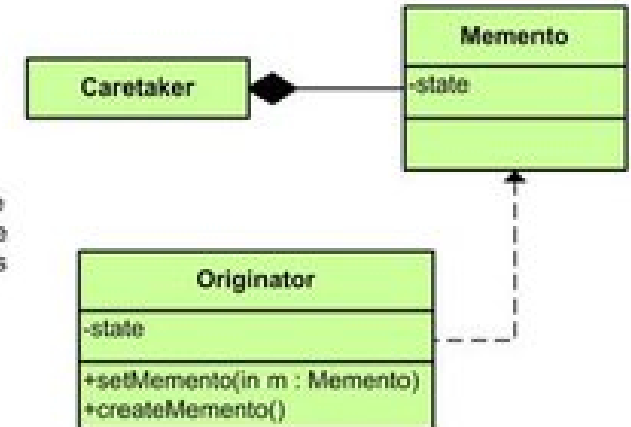 Memento
Caretaker
-state
Originator
-state
+setMemento(in m : Memento)
+createMemento()